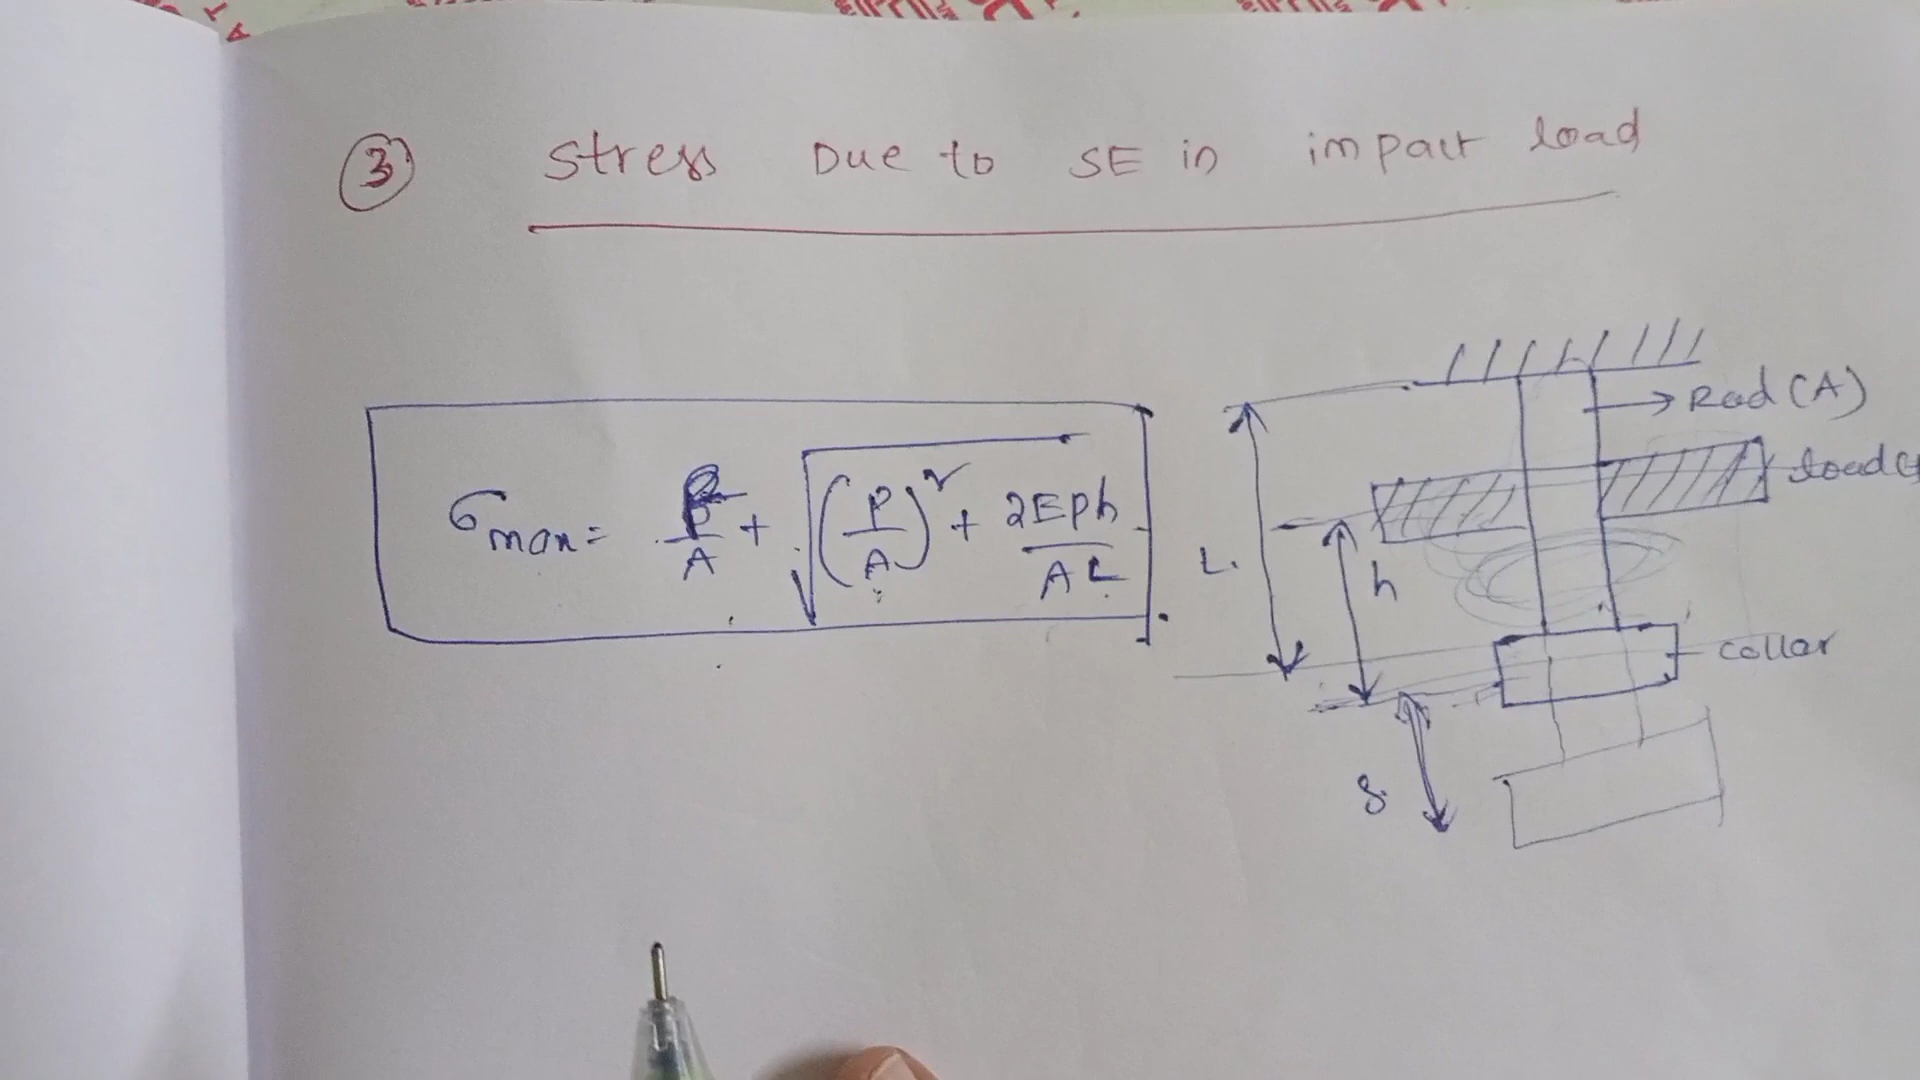 3 Stress Due to SE in impact load
σmax = P/A + √((P/A)² + 2EPh/AL)
Rod (A)
load
L.
h
collar
δ.